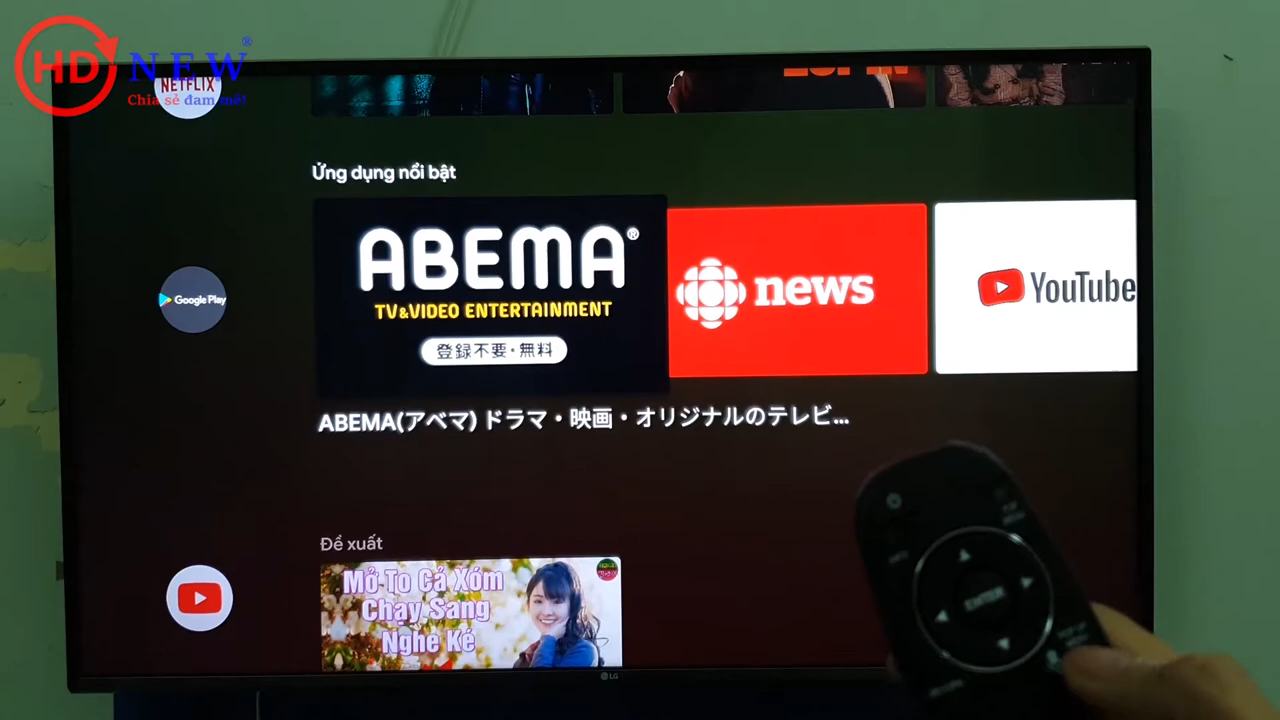 HD NEW®
Chia sẻ đam mê!
NETFLIX
Ứng dụng nổi bật
ABEMA®
TV&VIDEO ENTERTAINMENT
登録不要・無料
news
YouTube
Google Play
ABEMA(アベマ) ドラマ・映画・オリジナルのテレビ...
Đề xuất
Mở To Cả Xóm
Chạy Sang
Nghe Ké
ENTER
LG